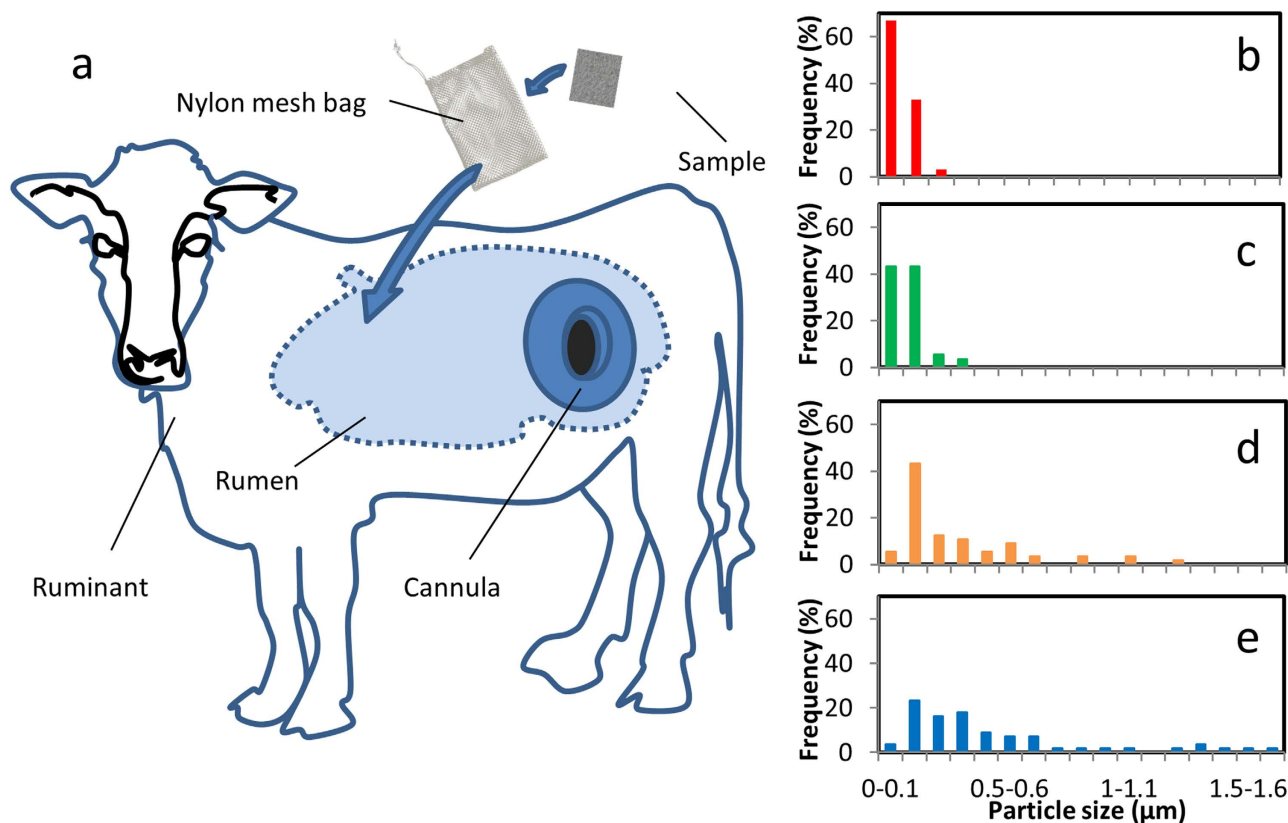 a
Nylon mesh bag
Sample
Rumen
Ruminant
Cannula
b
Frequency (%)
60
40
20
0
c
Frequency (%)
60
40
20
0
d
Frequency (%)
60
40
20
0
e
Frequency (%)
60
40
20
0
0-0.1 0.5-0.6 1-1.1 1.5-1.6
Particle size (μm)